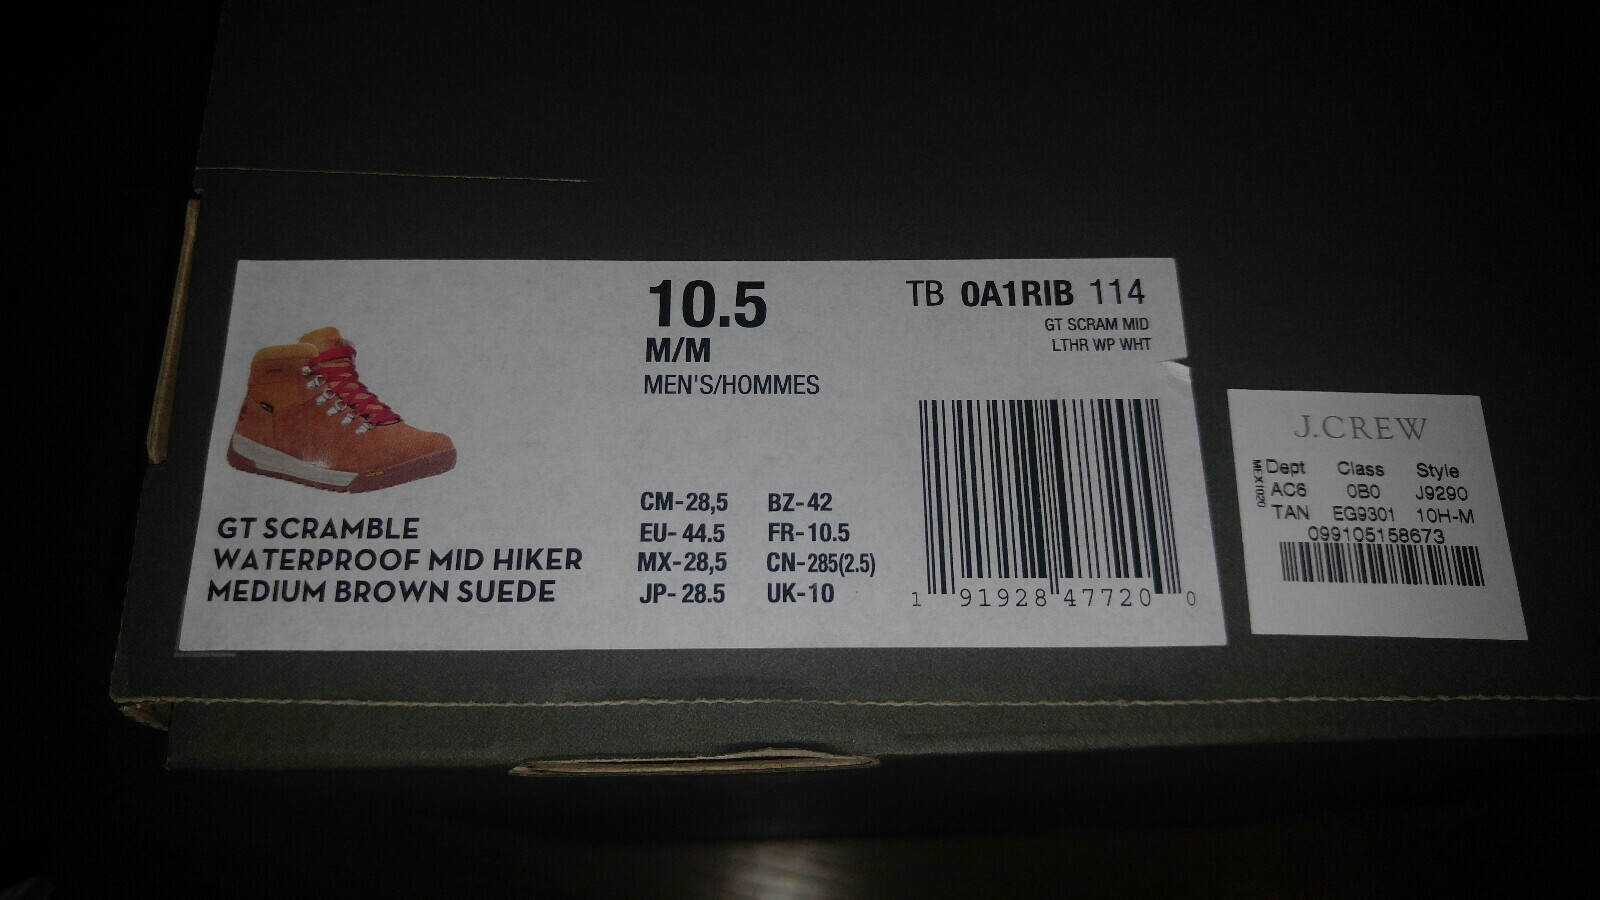 10.5
M/M
MEN'S/HOMMES
TB 0A1RIB 114
GT SCRAM MID
LTHR WP WHT
GT SCRAMBLE
WATERPROOF MID HIKER
MEDIUM BROWN SUEDE
CM-28,5 BZ-42
EU- 44.5 FR-10.5
MX-28,5 CN-285(2.5)
JP- 28.5 UK-10
1 91928 47720 0
J.CREW
MEX1020
Dept Class Style
AC6 0B0 J9290
TAN EG9301 10H-M
099105158673